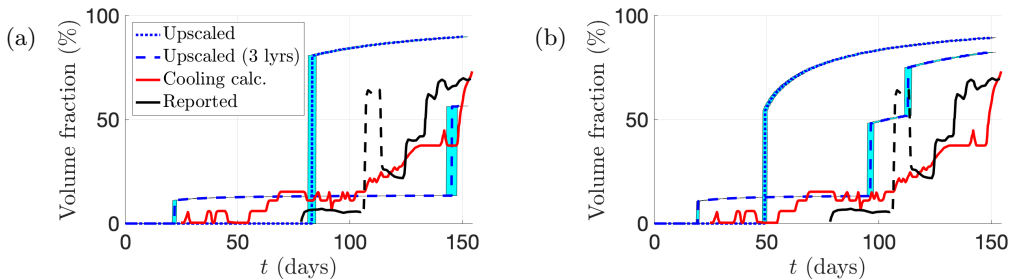 (a)
Volume fraction (%)
100
50
0
Upscaled
Upscaled (3 lyrs)
Cooling calc.
Reported
0 50 100 150
t (days)
(b)
Volume fraction (%)
100
50
0
0 50 100 150
t (days)